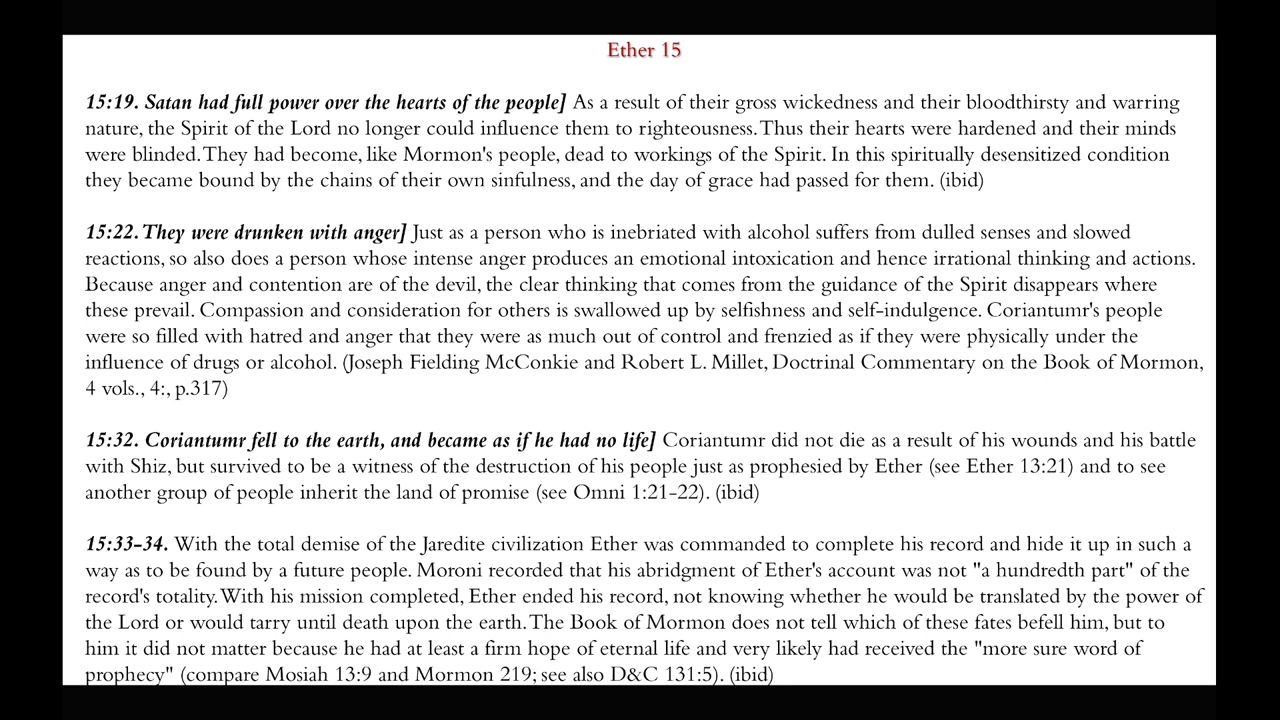 Ether 15
15:19. Satan had full power over the hearts of the people] As a result of their gross wickedness and their bloodthirsty and warring
nature, the Spirit of the Lord no longer could influence them to righteousness. Thus their hearts were hardened and their minds
were blinded. They had become, like Mormon's people, dead to workings of the Spirit. In this spiritually desensitized condition
they became bound by the chains of their own sinfulness, and the day of grace had passed for them. (ibid)
15:22. They were drunken with anger] Just as a person who is inebriated with alcohol suffers from dulled senses and slowed
reactions, so also does a person whose intense anger produces an emotional intoxication and hence irrational thinking and actions.
Because anger and contention are of the devil, the clear thinking that comes from the guidance of the Spirit disappears where
these prevail. Compassion and consideration for others is swallowed up by selfishness and self-indulgence. Coriantumr's people
were so filled with hatred and anger that they were as much out of control and frenzied as if they were physically under the
influence of drugs or alcohol. (Joseph Fielding McConkie and Robert L. Millet, Doctrinal Commentary on the Book of Mormon,
4 vols., 4:, p.317)
15:32. Coriantumr fell to the earth, and became as if he had no life] Coriantumr did not die as a result of his wounds and his battle
with Shiz, but survived to be a witness of the destruction of his people just as prophesied by Ether (see Ether 13:21) and to see
another group of people inherit the land of promise (see Omni 1:21-22). (ibid)
15:33-34. With the total demise of the Jaredite civilization Ether was commanded to complete his record and hide it up in such a
way as to be found by a future people. Moroni recorded that his abridgment of Ether's account was not "a hundredth part" of the
record's totality. With his mission completed, Ether ended his record, not knowing whether he would be translated by the power of
the Lord or would tarry until death upon the earth. The Book of Mormon does not tell which of these fates befell him, but to
him it did not matter because he had at least a firm hope of eternal life and very likely had received the "more sure word of
prophecy" (compare Mosiah 13:9 and Mormon 219; see also D&C 131:5). (ibid)